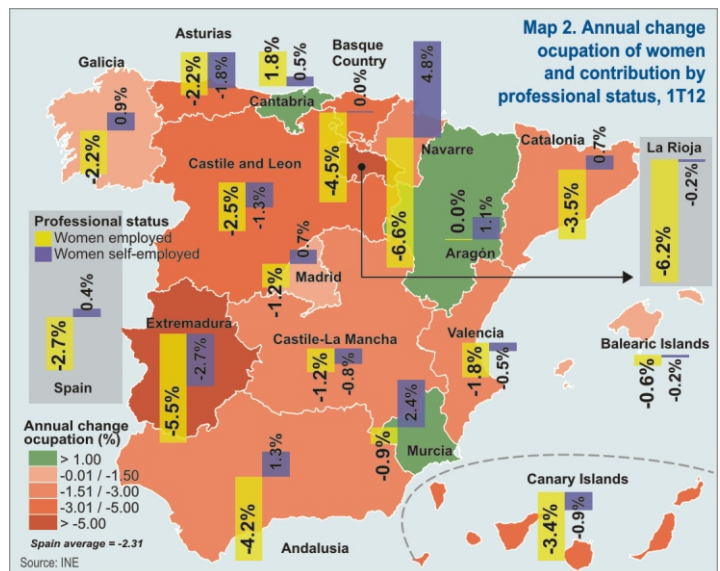 Map 2. Annual change
ocupation of women
and contribution by
professional status, 1T12
Asturias
-2.2%
-1.8%
1.8%
0.5%
Cantabria
Basque
Country
0.0%
-4.5%
4.8%
-6.6%
Navarre
Galicia
0.9%
-2.2%
Castile and Leon
-2.5%
-1.3%
Catalonia
0.7%
-3.5%
La Rioja
-0.2%
-6.2%
0.0%
1.1%
Aragón
Professional status
Women employed
Women self-employed
0.4%
-2.7%
Spain
0.7%
Madrid
-1.2%
Extremadura
-2.7%
-5.5%
Castile-La Mancha
-1.2%
-0.8%
Valencia
-1.8%
-0.5%
Balearic Islands
-0.6%
-0.2%
2.4%
-0.9%
Murcia
1.3%
-4.2%
Andalusia
Canary Islands
-3.4%
-0.9%
Annual change
ocupation (%)
> 1.00
-0.01 / -1.50
-1.51 / -3.00
-3.01 / -5.00
> -5.00
Spain average = -2.31
Source: INE